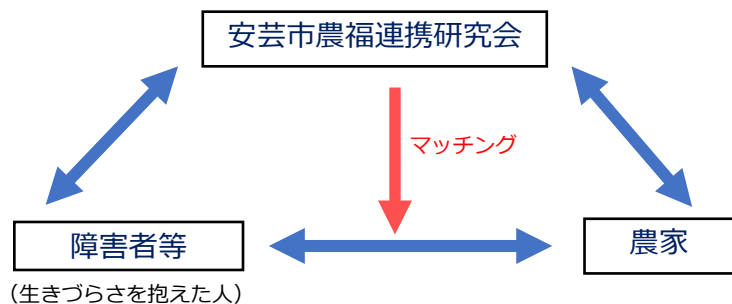 安芸市農福連携研究会
マッチング
障害者等
農家
(生きづらさを抱えた人)